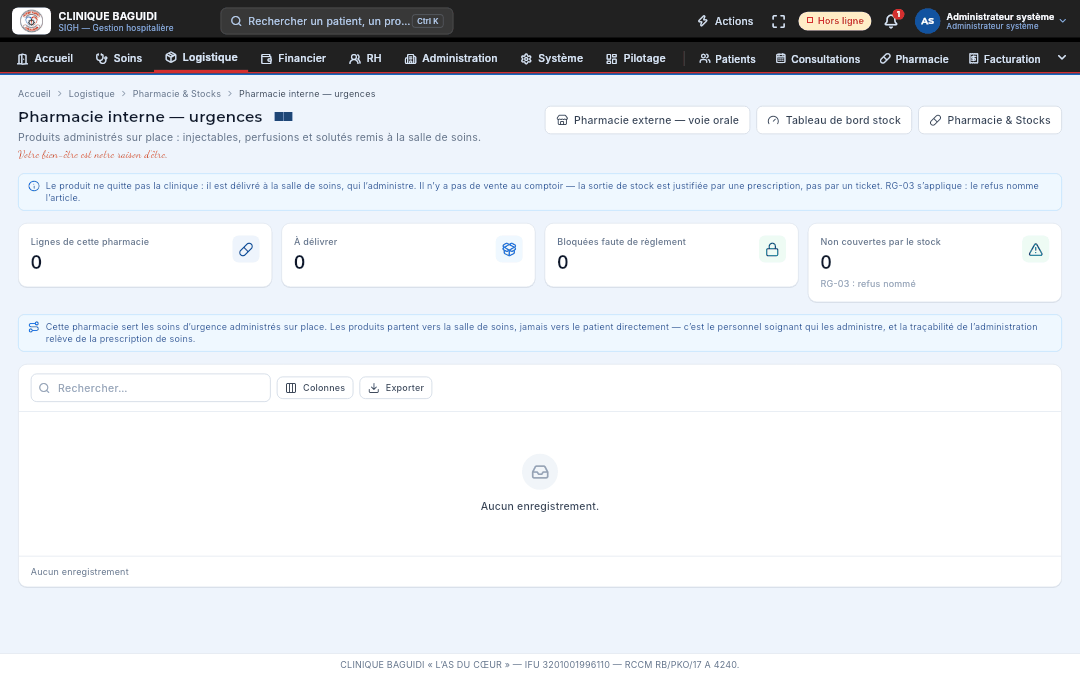 CLINIQUE BAGUIDI
SIGH — Gestion hospitalière
Rechercher un patient, un pro... Ctrl K
Actions
Hors ligne
1
AS
Administrateur système
Administrateur système
Accueil
Soins
Logistique
Financier
RH
Administration
Système
Pilotage
Patients
Consultations
Pharmacie
Facturation
Accueil > Logistique > Pharmacie & Stocks > Pharmacie interne — urgences
Pharmacie interne — urgences
Produits administrés sur place : injectables, perfusions et solutés remis à la salle de soins.
Votre bien-être est notre raison d'être.
Pharmacie externe — voie orale
Tableau de bord stock
Pharmacie & Stocks
Le produit ne quitte pas la clinique : il est délivré à la salle de soins, qui l'administre. Il n'y a pas de vente au comptoir — la sortie de stock est justifiée par une prescription, pas par un ticket. RG-03 s'applique : le refus nomme
l'article.
Lignes de cette pharmacie
0
À délivrer
0
Bloquées faute de règlement
0
Non couvertes par le stock
0
RG-03 : refus nommé
Cette pharmacie sert les soins d'urgence administrés sur place. Les produits partent vers la salle de soins, jamais vers le patient directement — c'est le personnel soignant qui les administre, et la traçabilité de l'administration
relève de la prescription de soins.
Rechercher...
Colonnes
Exporter
Aucun enregistrement.
Aucun enregistrement
CLINIQUE BAGUIDI « L'AS DU CŒUR » — IFU 3201001996110 — RCCM RB/PKO/17 A 4240.